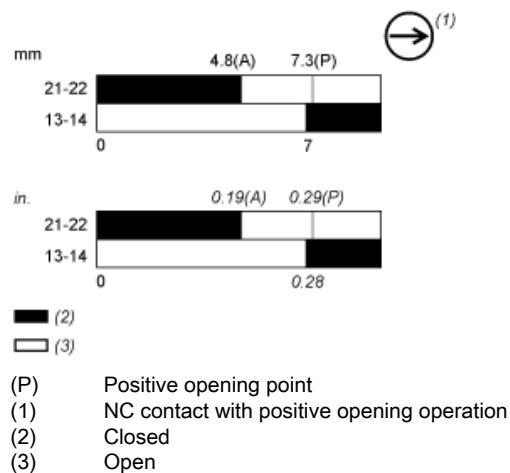 (1)
mm 4.8(A) 7.3(P)
21-22
13-14
0 7
in. 0.19(A) 0.29(P)
21-22
13-14
0 0.28
(2)
(3)
(P) Positive opening point
(1) NC contact with positive opening operation
(2) Closed
(3) Open